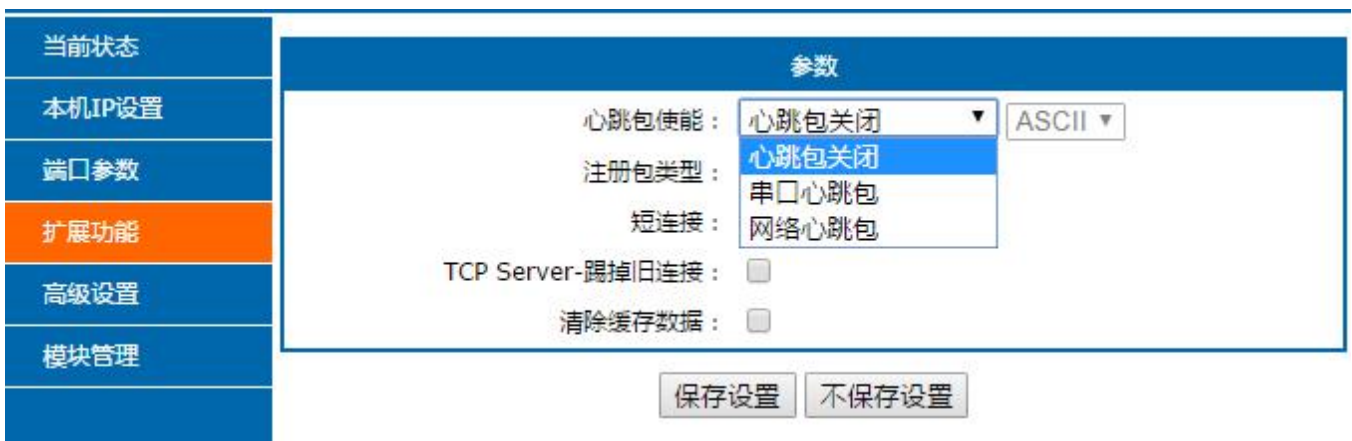 当前状态
本机IP设置
端口参数
扩展功能
高级设置
模块管理
参数
心跳包使能： 心跳包关闭 ▼ ASCII ▼
心跳包关闭
注册包类型：
串口心跳包
短连接：
网络心跳包
TCP Server-踢掉旧连接：
清除缓存数据：
保存设置 不保存设置